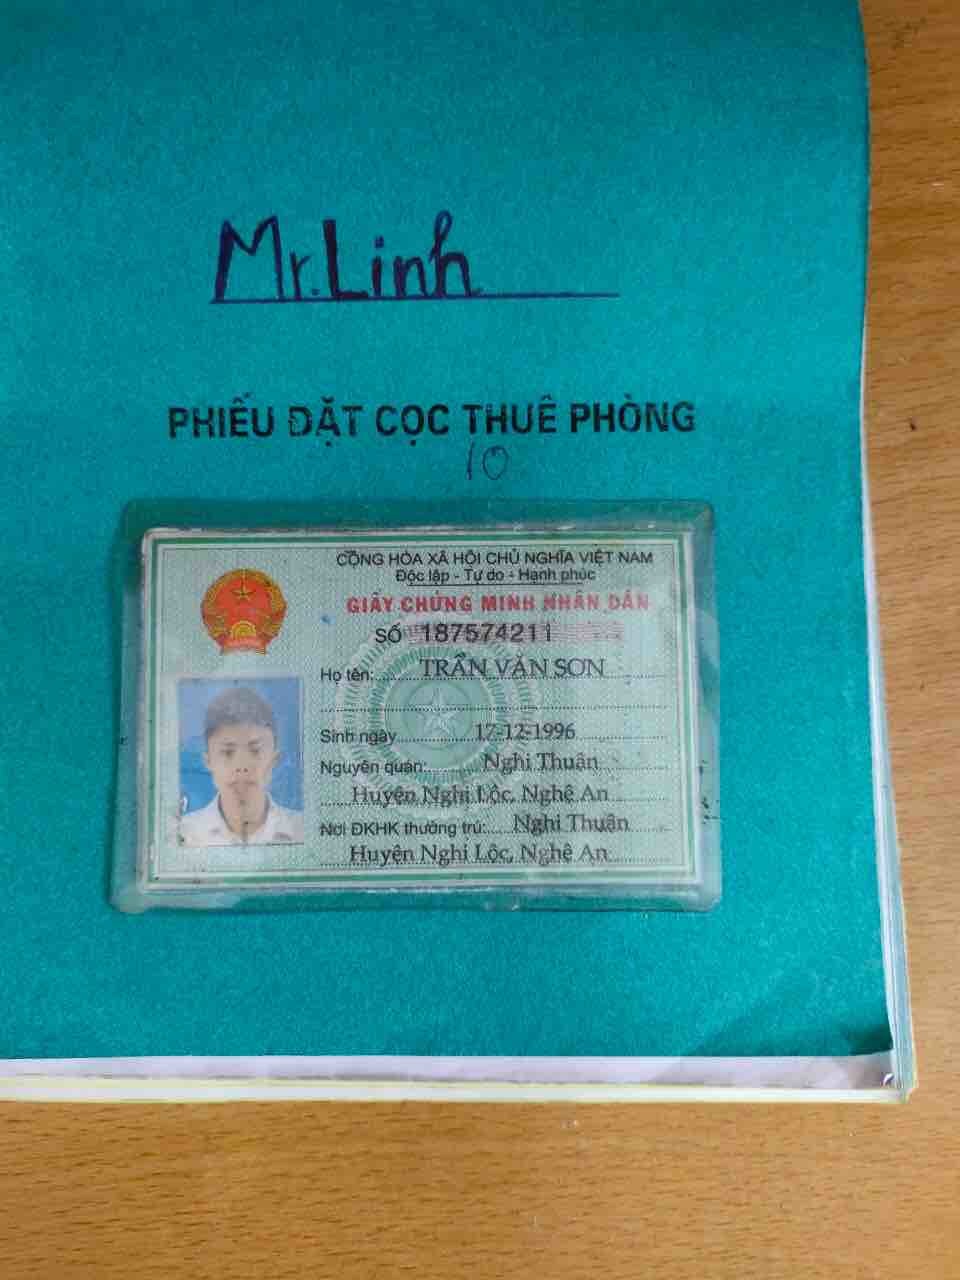 Mr. Linh
PHIẾU ĐẶT CỌC THUÊ PHÒNG
10
CỘNG HÒA XÃ HỘI CHỦ NGHĨA VIỆT NAM
Độc lập - Tự do - Hạnh phúc
GIẤY CHỨNG MINH NHÂN DÂN
SỐ 187574211
Họ tên: TRẦN VĂN SƠN
Sinh ngày 17-12-1996
Nguyên quán: Nghi Thuận
Huyện Nghi Lộc, Nghệ An
Nơi ĐKHK thường trú: Nghi Thuận
Huyện Nghi Lộc, Nghệ An